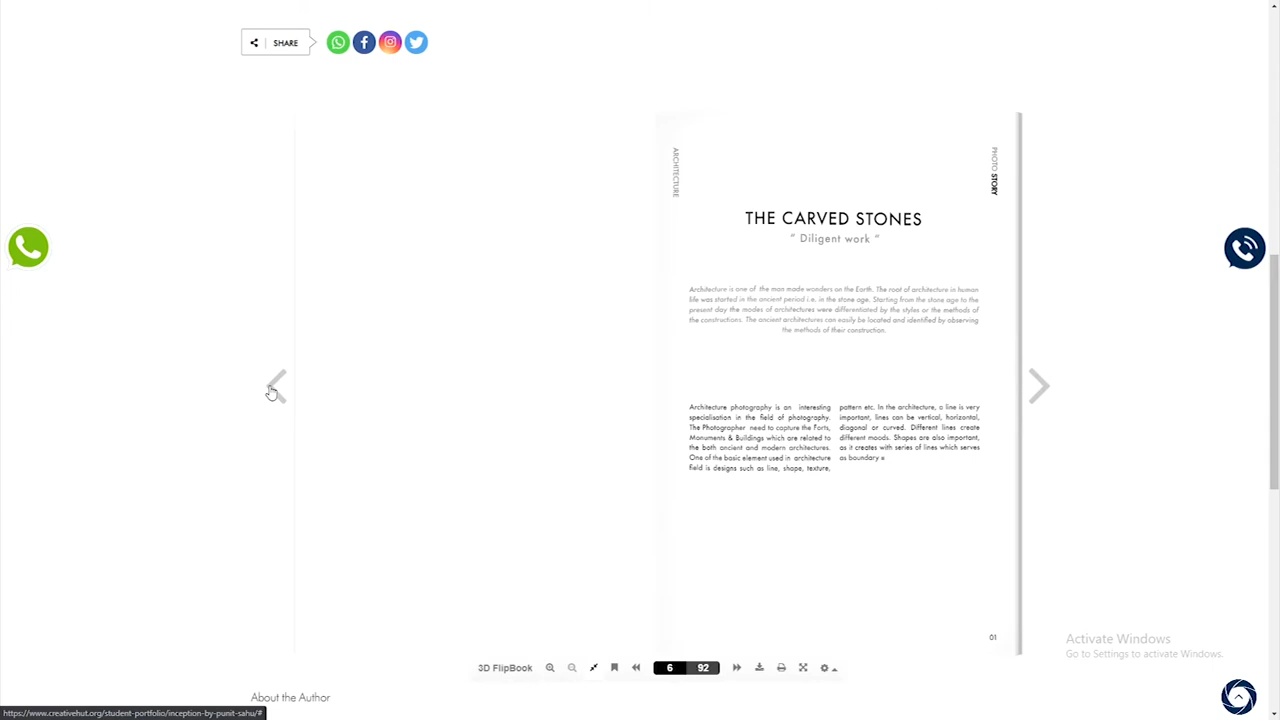 SHARE
ARCHITECTURE
PHOTO STORY
THE CARVED STONES
“ Diligent work “
Architecture is one of the man made wonders on the Earth. The root of architecture in human
life was started in the ancient period i.e. in the stone age. Starting from the stone age to the
present day the modes of architectures were differentiated by the styles or the methods of
the constructions. The ancient architectures can easily be located and identified by observing
the methods of their construction.
Architecture photography is an interesting
specialisation in the field of photography.
The Photographer need to capture the Forts,
Monuments & Buildings which are related to
the both ancient and modern architectures.
One of the basic element used in architecture
field is designs such as line, shape, texture,
pattern etc. In the architecture, a line is very
important, lines can be vertical, horizontal,
diagonal or curved. Different lines create
different moods. Shapes are also important,
as it creates with series of lines which serves
as boundary
01
3D FlipBook
6 92
Activate Windows
Go to Settings to activate Windows.
About the Author
https://www.creativehut.org/student-portfolio/inception-by-punit-sahu/#